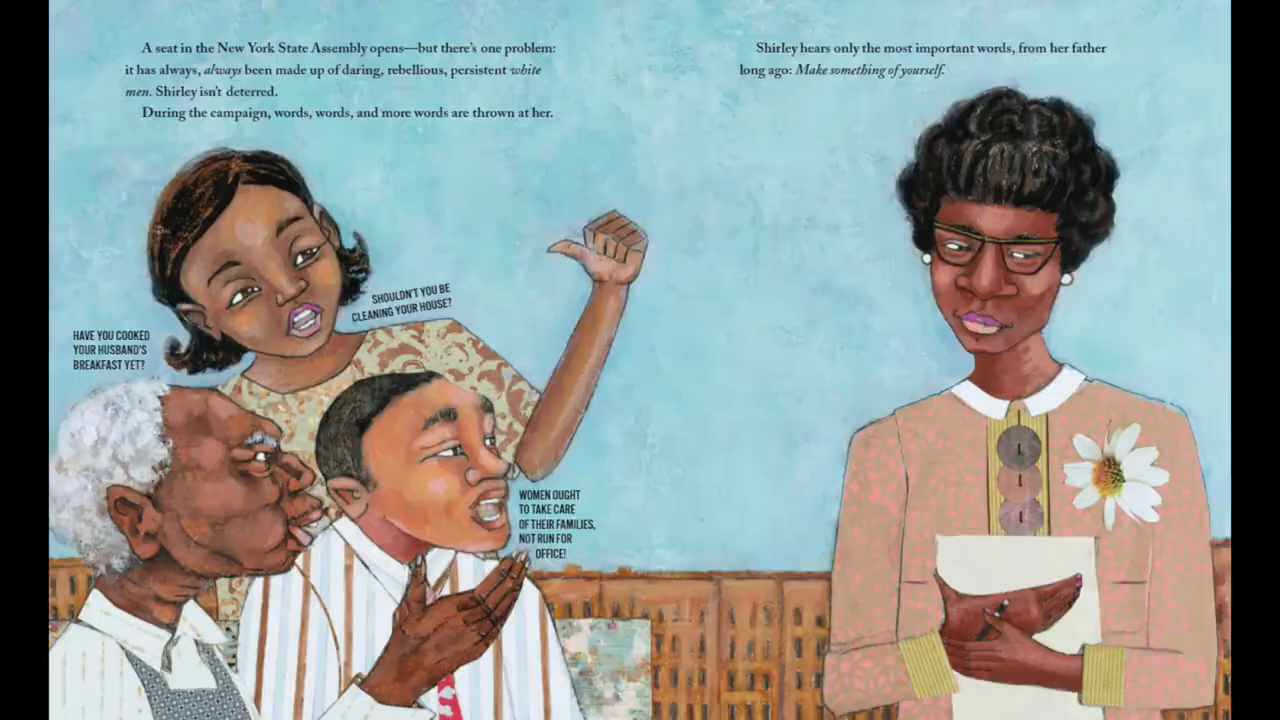 A seat in the New York State Assembly opens—but there's one problem:
it has always, always been made up of daring, rebellious, persistent white
men. Shirley isn't deterred.
During the campaign, words, words, and more words are thrown at her.
Shirley hears only the most important words, from her father
long ago: Make something of yourself.
SHOULDN'T YOU BE
CLEANING YOUR HOUSE?
HAVE YOU COOKED
YOUR HUSBAND'S
BREAKFAST YET?
WOMEN OUGHT
TO TAKE CARE
OF THEIR FAMILIES,
NOT RUN FOR
OFFICE!